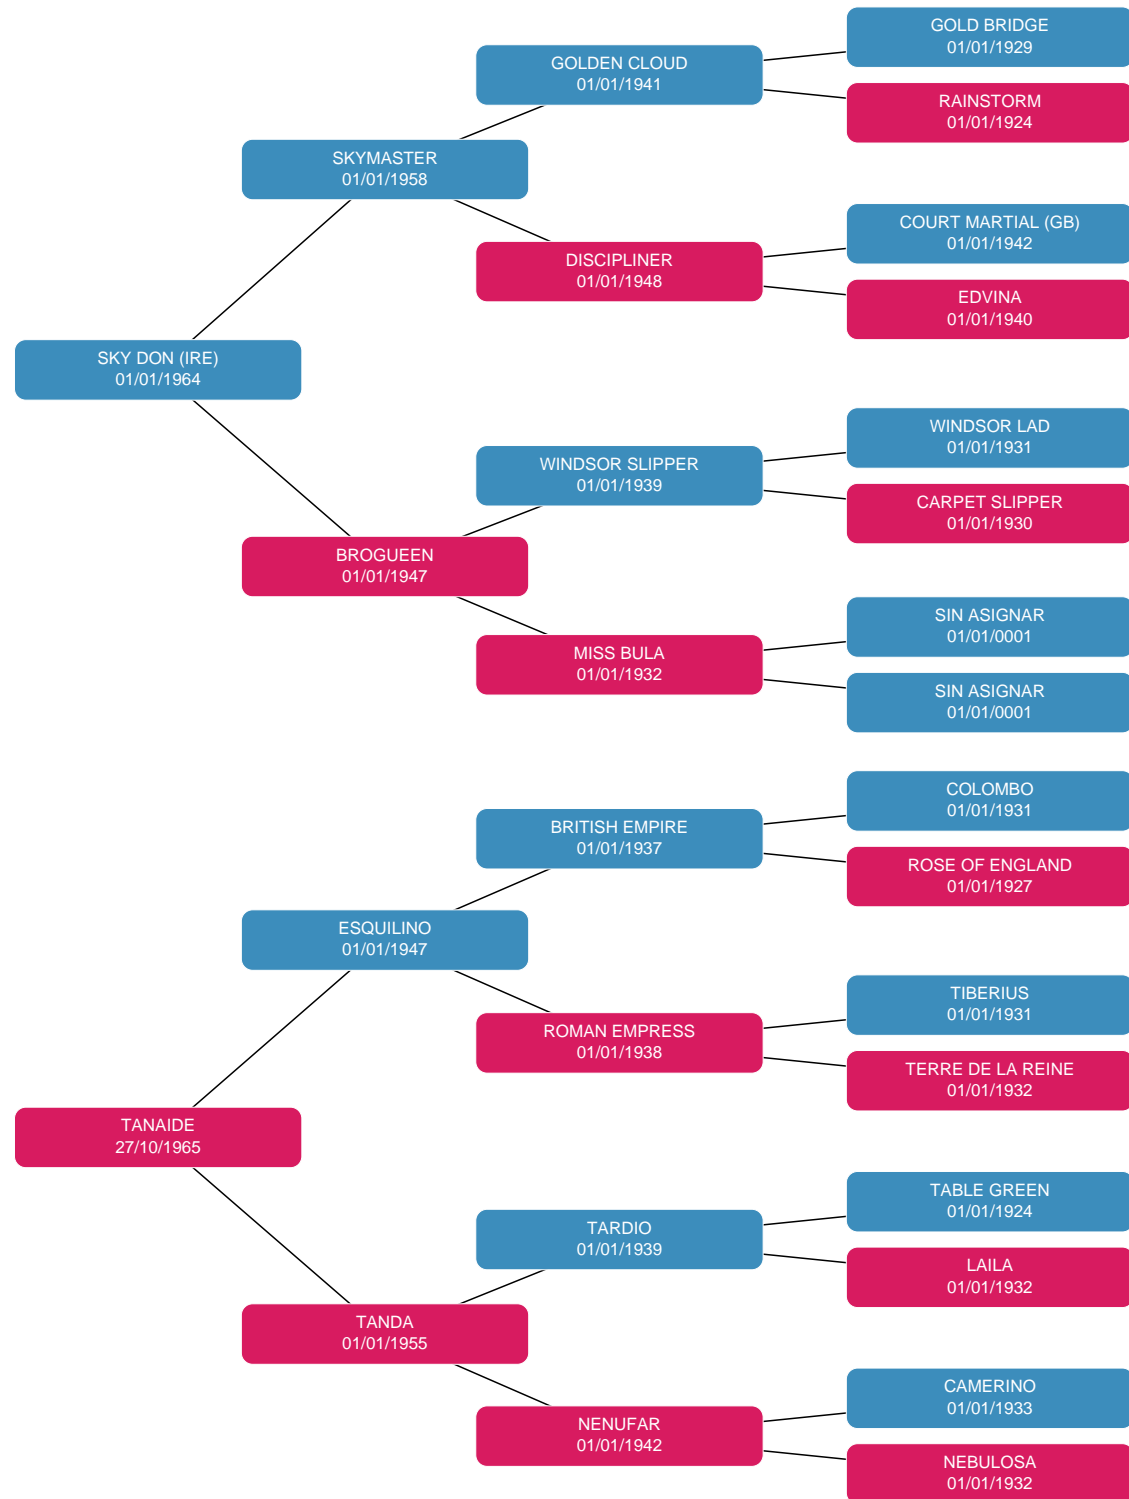 GOLD BRIDGE
01/01/1929
GOLDEN CLOUD
01/01/1941
RAINSTORM
01/01/1924
SKYMASTER
01/01/1958
COURT MARTIAL (GB)
01/01/1942
DISCIPLINER
01/01/1948
EDVINA
01/01/1940
SKY DON (IRE)
01/01/1964
WINDSOR LAD
01/01/1931
WINDSOR SLIPPER
01/01/1939
CARPET SLIPPER
01/01/1930
BROGUEEN
01/01/1947
SIN ASIGNAR
01/01/0001
MISS BULA
01/01/1932
SIN ASIGNAR
01/01/0001
COLOMBO
01/01/1931
BRITISH EMPIRE
01/01/1937
ROSE OF ENGLAND
01/01/1927
ESQUILINO
01/01/1947
TIBERIUS
01/01/1931
ROMAN EMPRESS
01/01/1938
TERRE DE LA REINE
01/01/1932
TANAIDE
27/10/1965
TABLE GREEN
01/01/1924
TARDIO
01/01/1939
LAILA
01/01/1932
TANDA
01/01/1955
CAMERINO
01/01/1933
NENUFAR
01/01/1942
NEBULOSA
01/01/1932